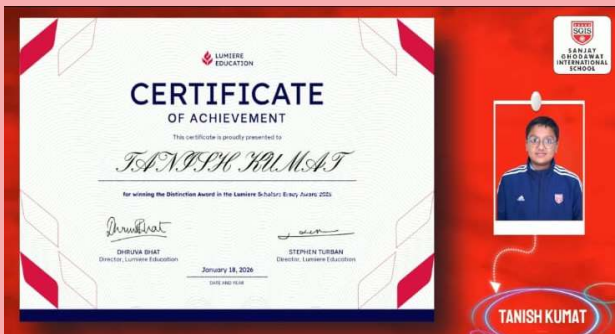 LUMIERE
EDUCATION
CERTIFICATE
OF ACHIEVEMENT
This certificate is proudly presented to
TANISH KUMAT
for winning the Distinction Award in the Lumiere Scholars Essay Award 2026
DHRUVA BHAT
Director, Lumiere Education
STEPHEN TURBAN
Director, Lumiere Education
January 18, 2026
DATE AND YEAR
SGIS
SANJAY
GHODAWAT
INTERNATIONAL
SCHOOL
TANISH KUMAT